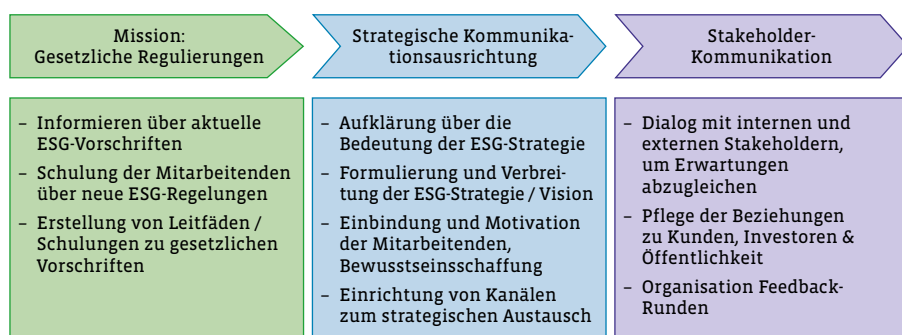 Mission:
Gesetzliche Regulierungen
Strategische Kommunika-
tionsausrichtung
Stakeholder-
Kommunikation
– Informieren über aktuelle
ESG-Vorschriften
– Schulung der Mitarbeitenden
über neue ESG-Regelungen
– Erstellung von Leitfäden /
Schulungen zu gesetzlichen
Vorschriften
– Aufklärung über die
Bedeutung der ESG-Strategie
– Formulierung und Verbrei-
tung der ESG-Strategie / Vision
– Einbindung und Motivation
der Mitarbeitenden,
Bewusstseinsschaffung
– Einrichtung von Kanälen
zum strategischen Austausch
– Dialog mit internen und
externen Stakeholdern,
um Erwartungen
abzugleichen
– Pflege der Beziehungen
zu Kunden, Investoren &
Öffentlichkeit
– Organisation Feedback-
Runden